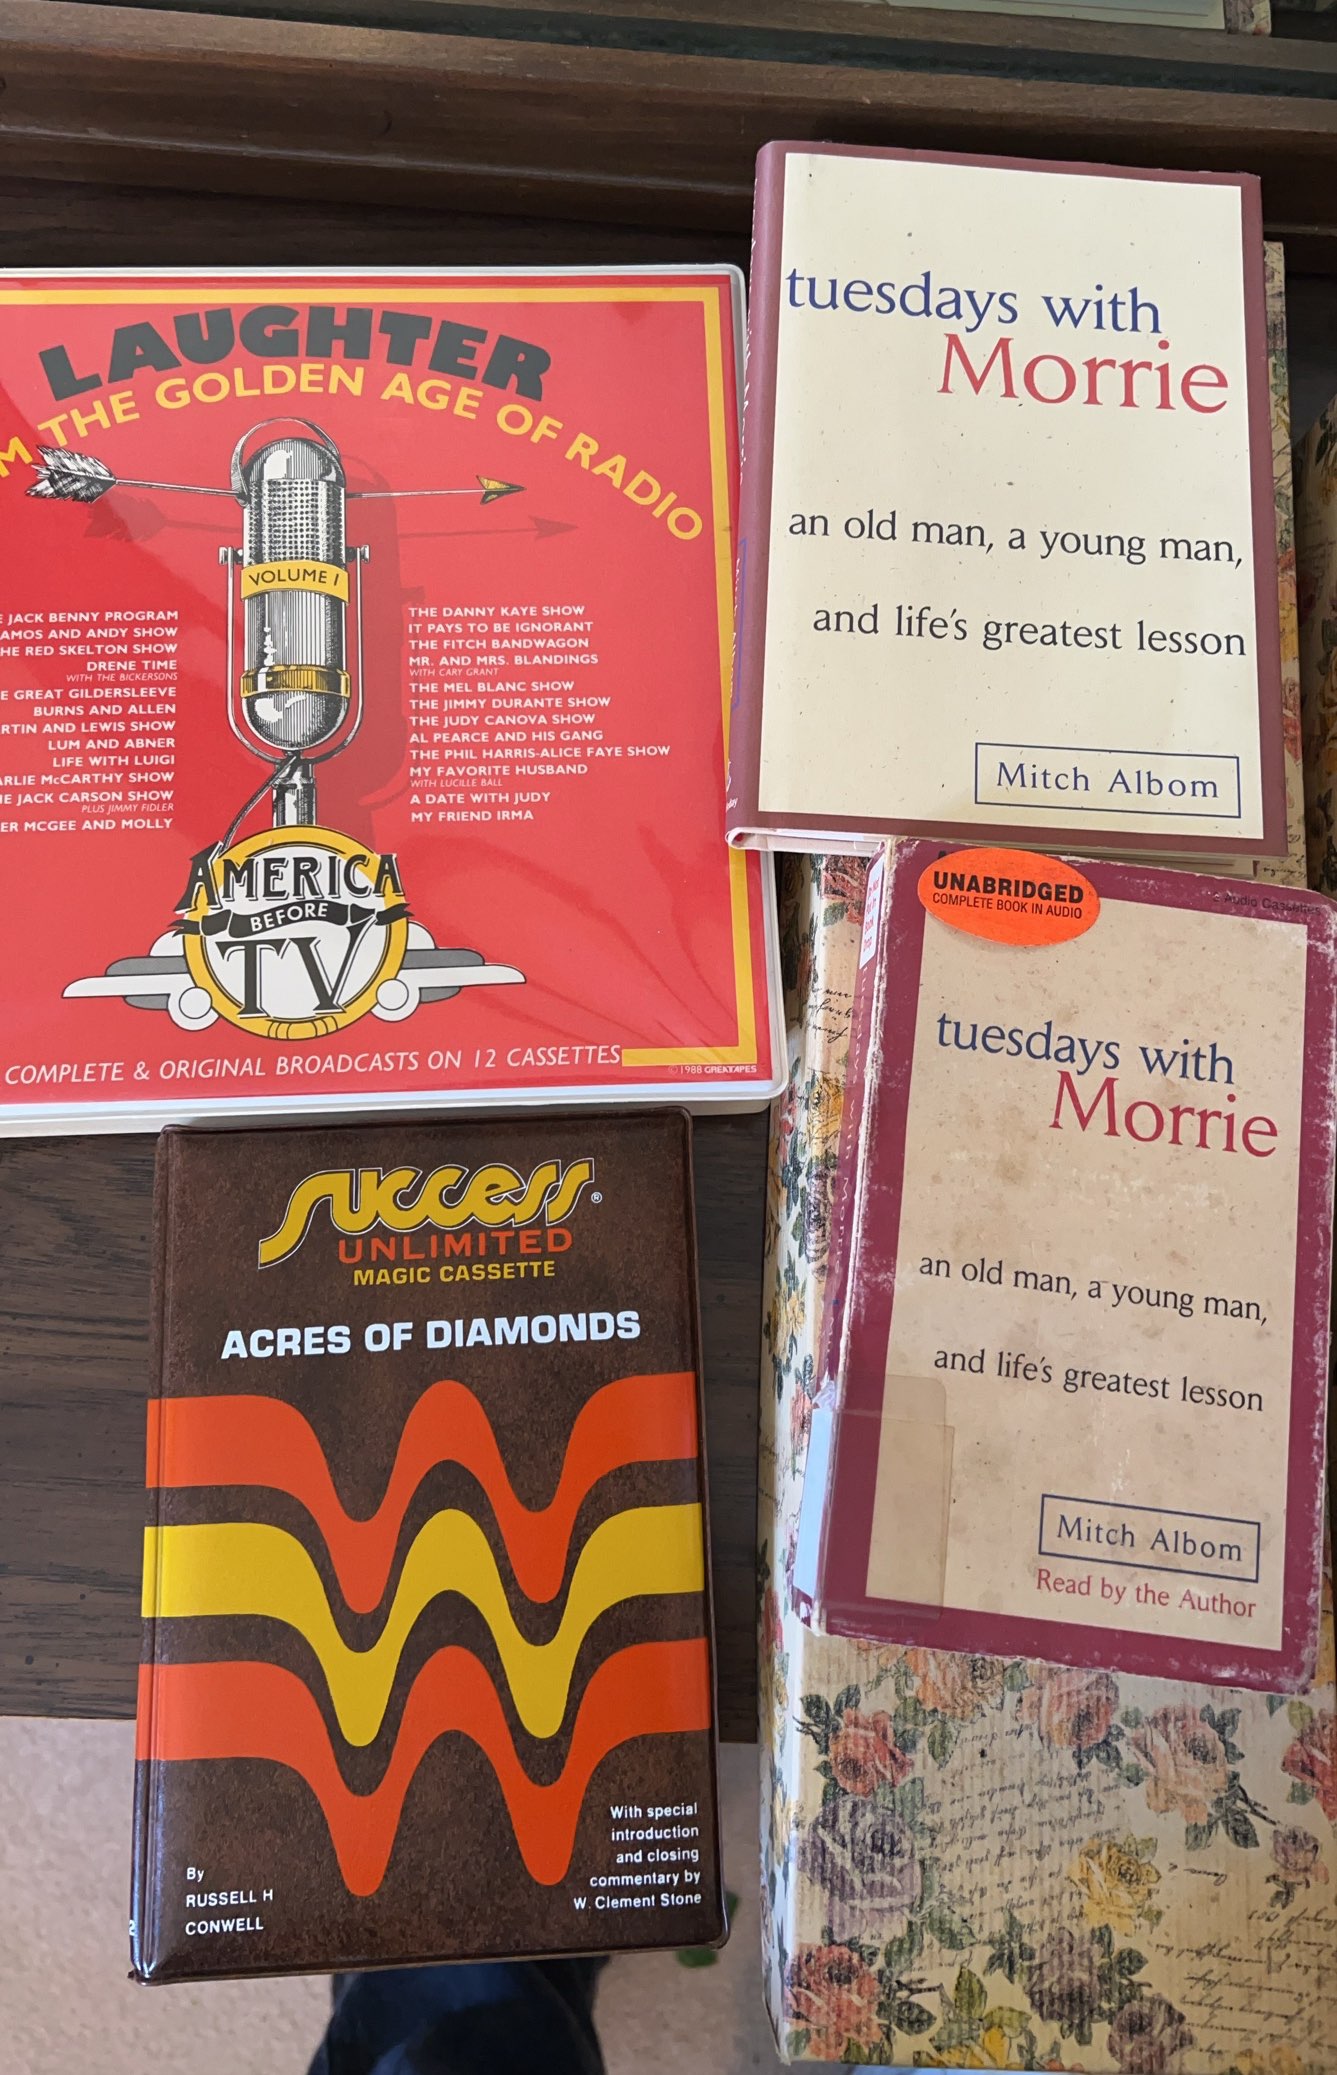 LAUGHTER
THE GOLDEN AGE OF RADIO
VOLUME I
JACK BENNY PROGRAM
AMOS AND ANDY SHOW
THE RED SKELTON SHOW
DRENE TIME
WITH THE BICKERSONS
GREAT GILDERSLEEVE
BURNS AND ALLEN
AND LEWIS SHOW
LUM AND ABNER
LIFE WITH LUIGI
McCARTHY SHOW
JACK CARSON SHOW
PLUS JIMMY FIDLER
McGEE AND MOLLY
THE DANNY KAYE SHOW
IT PAYS TO BE IGNORANT
THE FITCH BANDWAGON
MR. AND MRS. BLANDINGS
WITH CARY GRANT
THE MEL BLANC SHOW
THE JIMMY DURANTE SHOW
THE JUDY CANOVA SHOW
AL PEARCE AND HIS GANG
THE PHIL HARRIS-ALICE FAYE SHOW
MY FAVORITE HUSBAND
WITH LUCILLE BALL
A DATE WITH JUDY
MY FRIEND IRMA
AMERICA
BEFORE
TV
COMPLETE & ORIGINAL BROADCASTS ON 12 CASSETTES
©1988 GREATAPES
tuesdays with
Morrie
an old man, a young man,
and life's greatest lesson
Mitch Albom
UNABRIDGED
COMPLETE BOOK IN AUDIO
Audio Cassettes
tuesdays with
Morrie
an old man, a young man,
and life's greatest lesson
Mitch Albom
Read by the Author
success®
UNLIMITED
MAGIC CASSETTE
ACRES OF DIAMONDS
By
RUSSELL H
CONWELL
With special
introduction
and closing
commentary by
W. Clement Stone